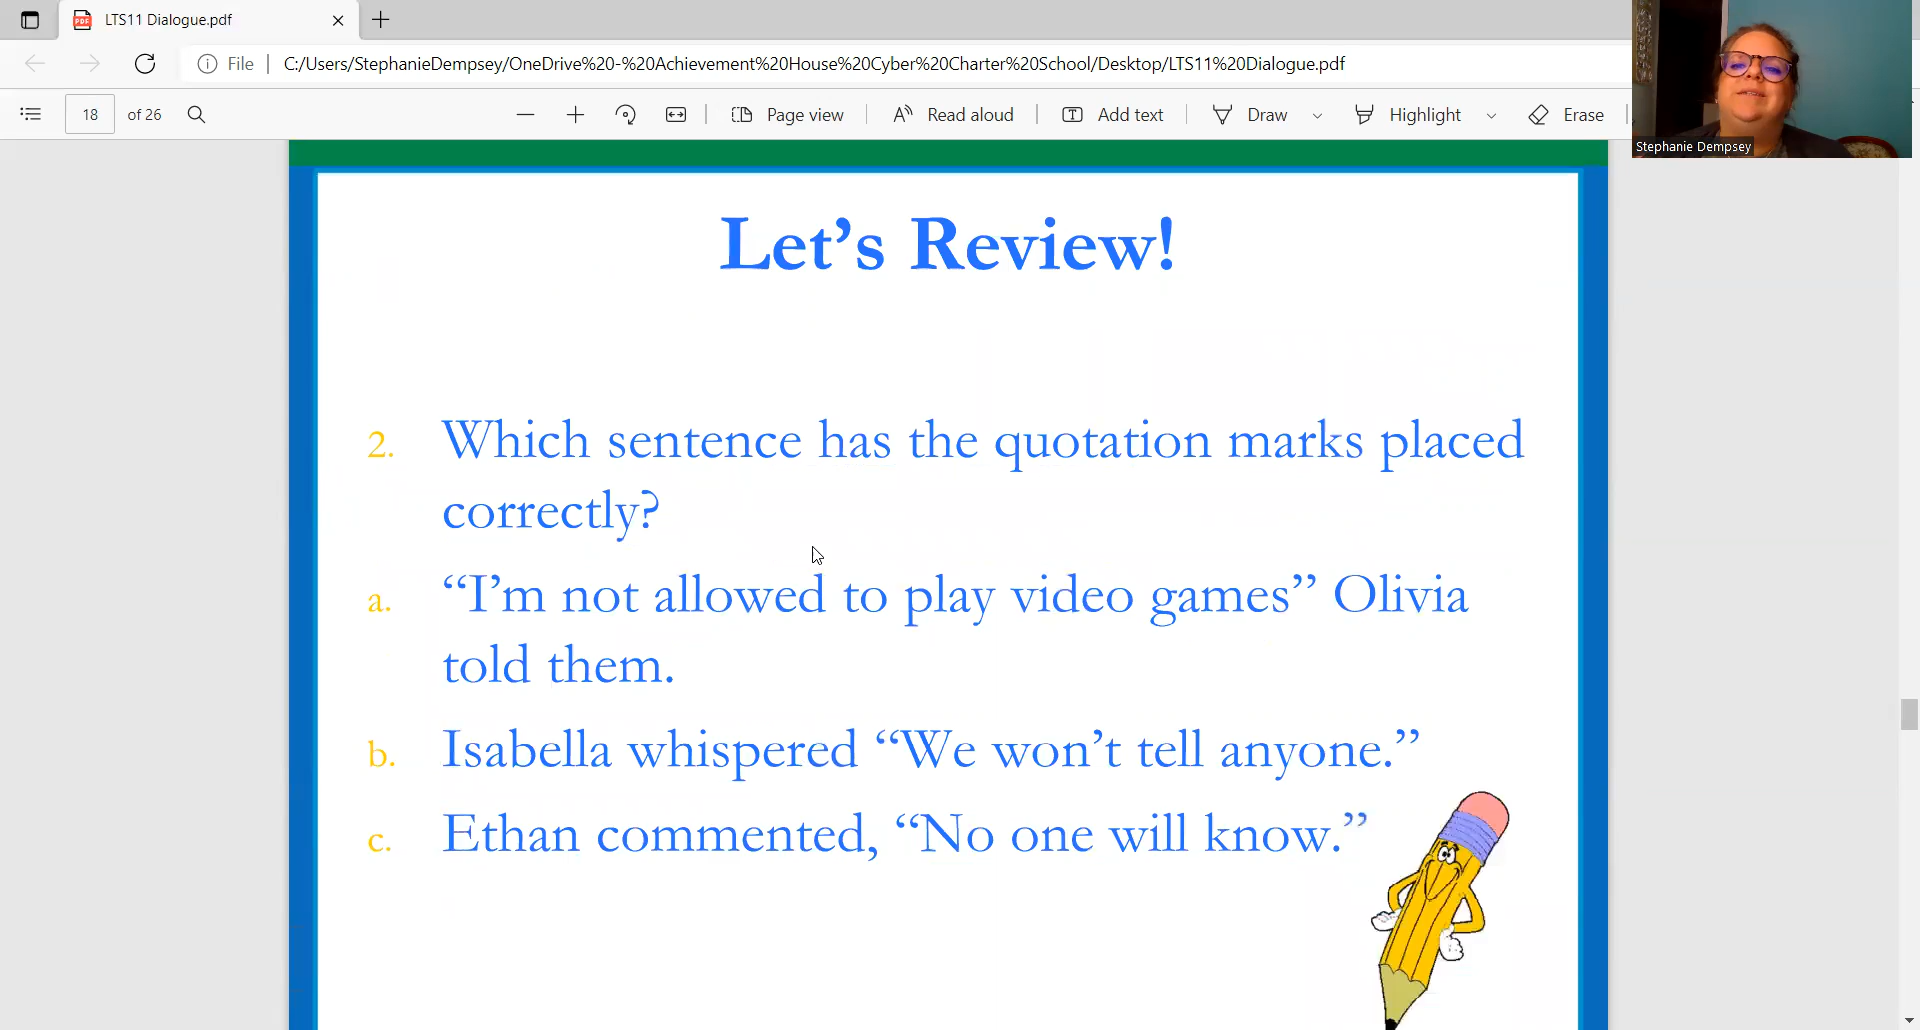 LTS11 Dialogue.pdf
File
C:/Users/StephanieDempsey/OneDrive%20-%20Achievement%20House%20Cyber%20Charter%20School/Desktop/LTS11%20Dialogue.pdf
18 of 26
Page view
Read aloud
Add text
Draw
Highlight
Erase
Stephanie Dempsey
Let’s Review!
2. Which sentence has the quotation marks placed
correctly?
a. “I’m not allowed to play video games” Olivia
told them.
b. Isabella whispered “We won’t tell anyone.”
c. Ethan commented, “No one will know.”